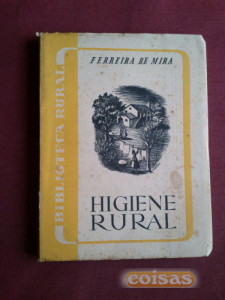 FERREIRA DE MIRA
BIBLIOTECA RURAL
HIGIENE
RURAL
coisas